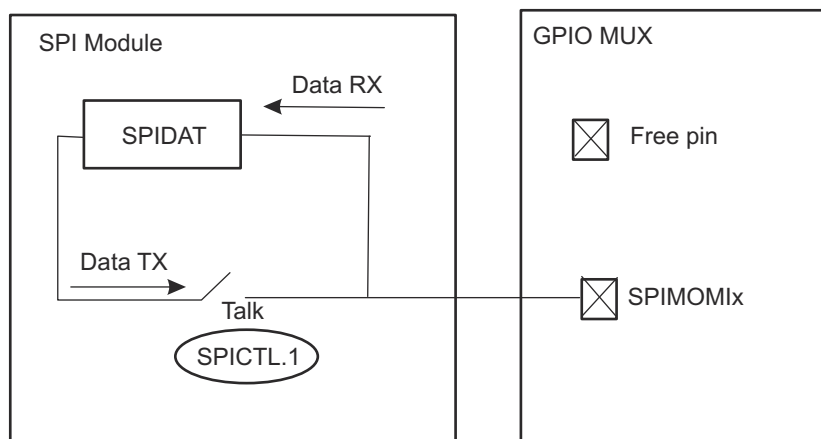 SPI Module
GPIO MUX
Data RX
SPIDAT
Free pin
Data TX
SPIMOMIx
Talk
SPICTL.1